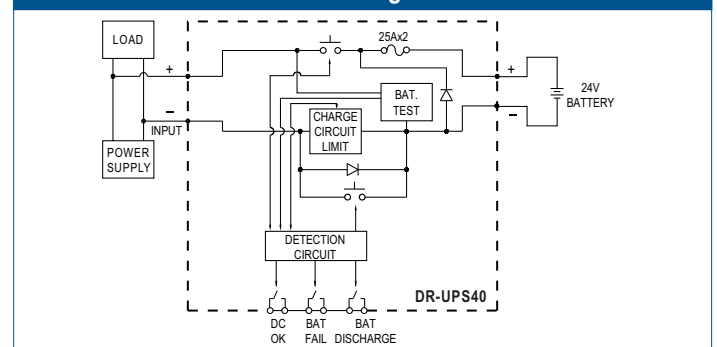 LOAD
25Ax2
+
+
BAT.
TEST
24V
BATTERY
–
–
INPUT
CHARGE
CIRCUIT
LIMIT
POWER
SUPPLY
DETECTION
CIRCUIT
DR-UPS40
DC
OK
BAT
FAIL
BAT
DISCHARGE